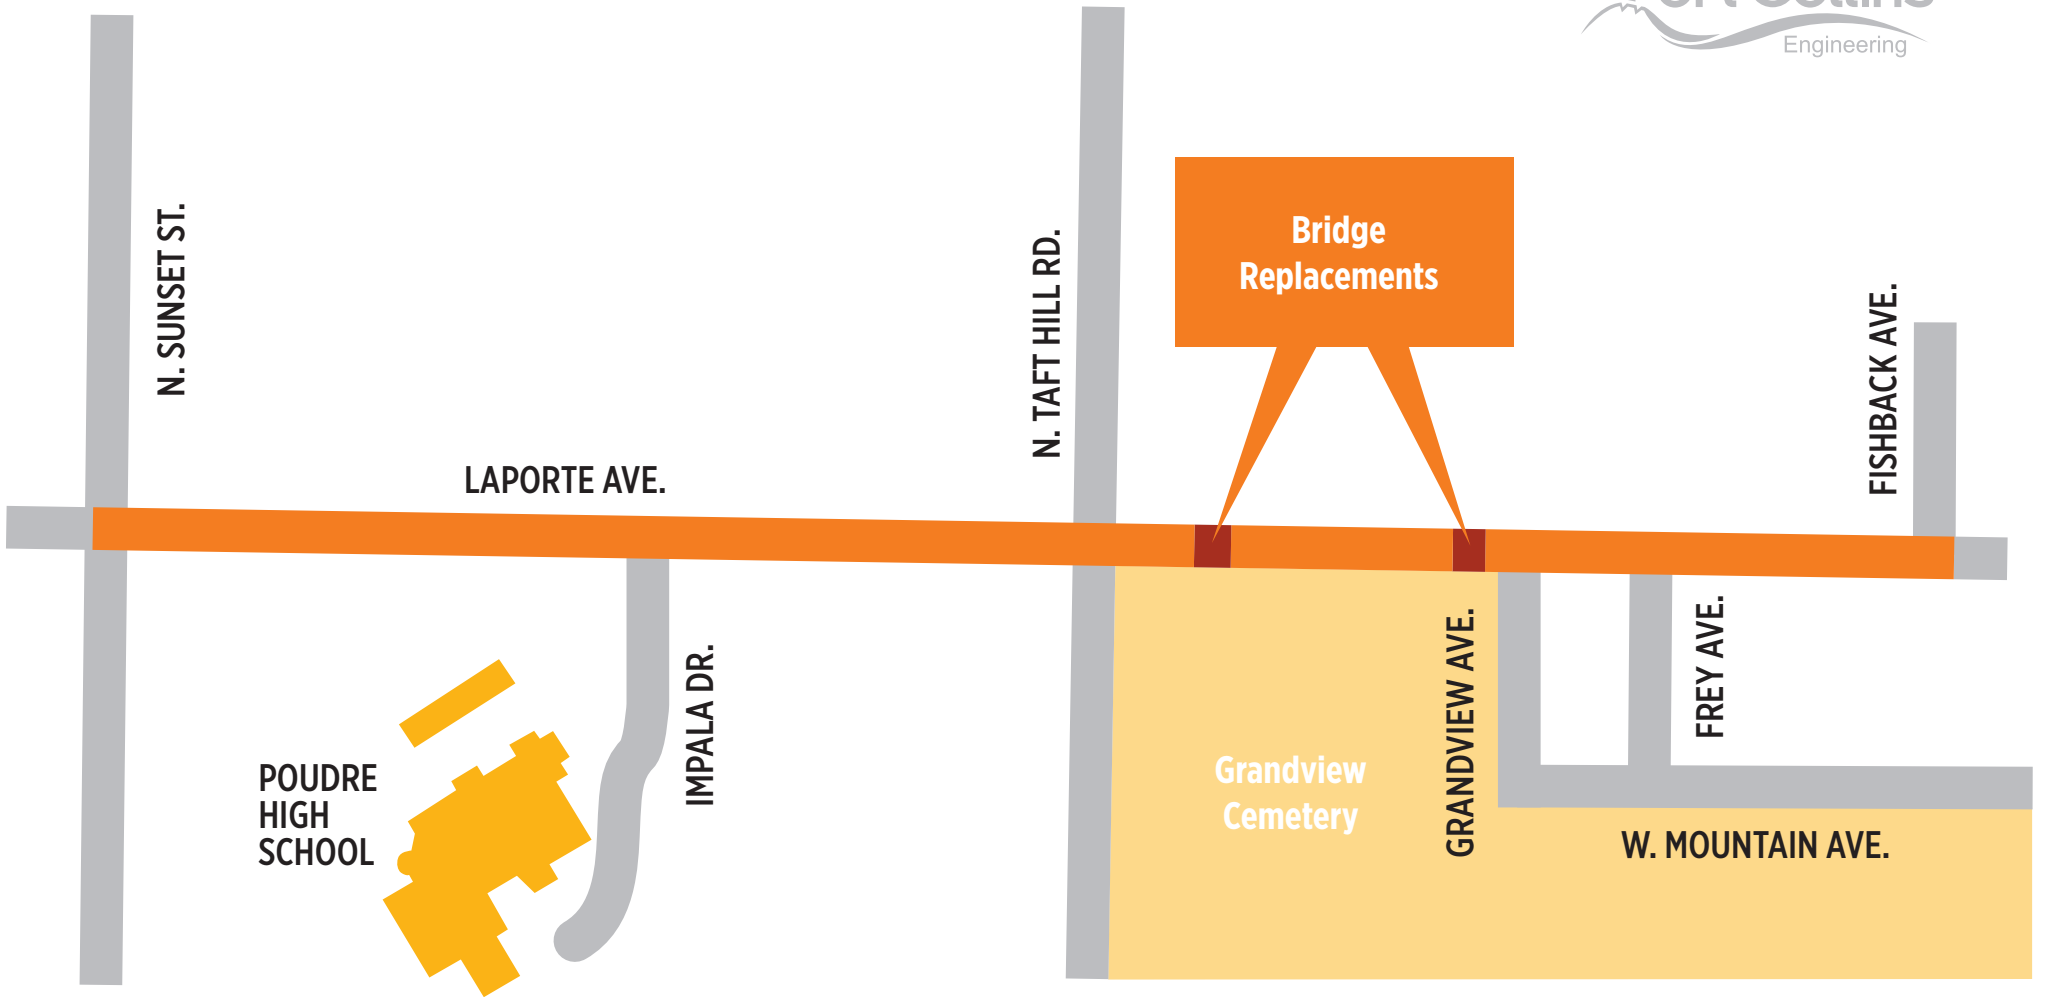 Engineering
N. SUNSET ST.
N. TAFT HILL RD.
Bridge
Replacements
FISHBACK AVE.
LAPORTE AVE.
IMPALA DR.
GRANDVIEW AVE.
FREY AVE.
POUDRE
HIGH
SCHOOL
Grandview
Cemetery
W. MOUNTAIN AVE.